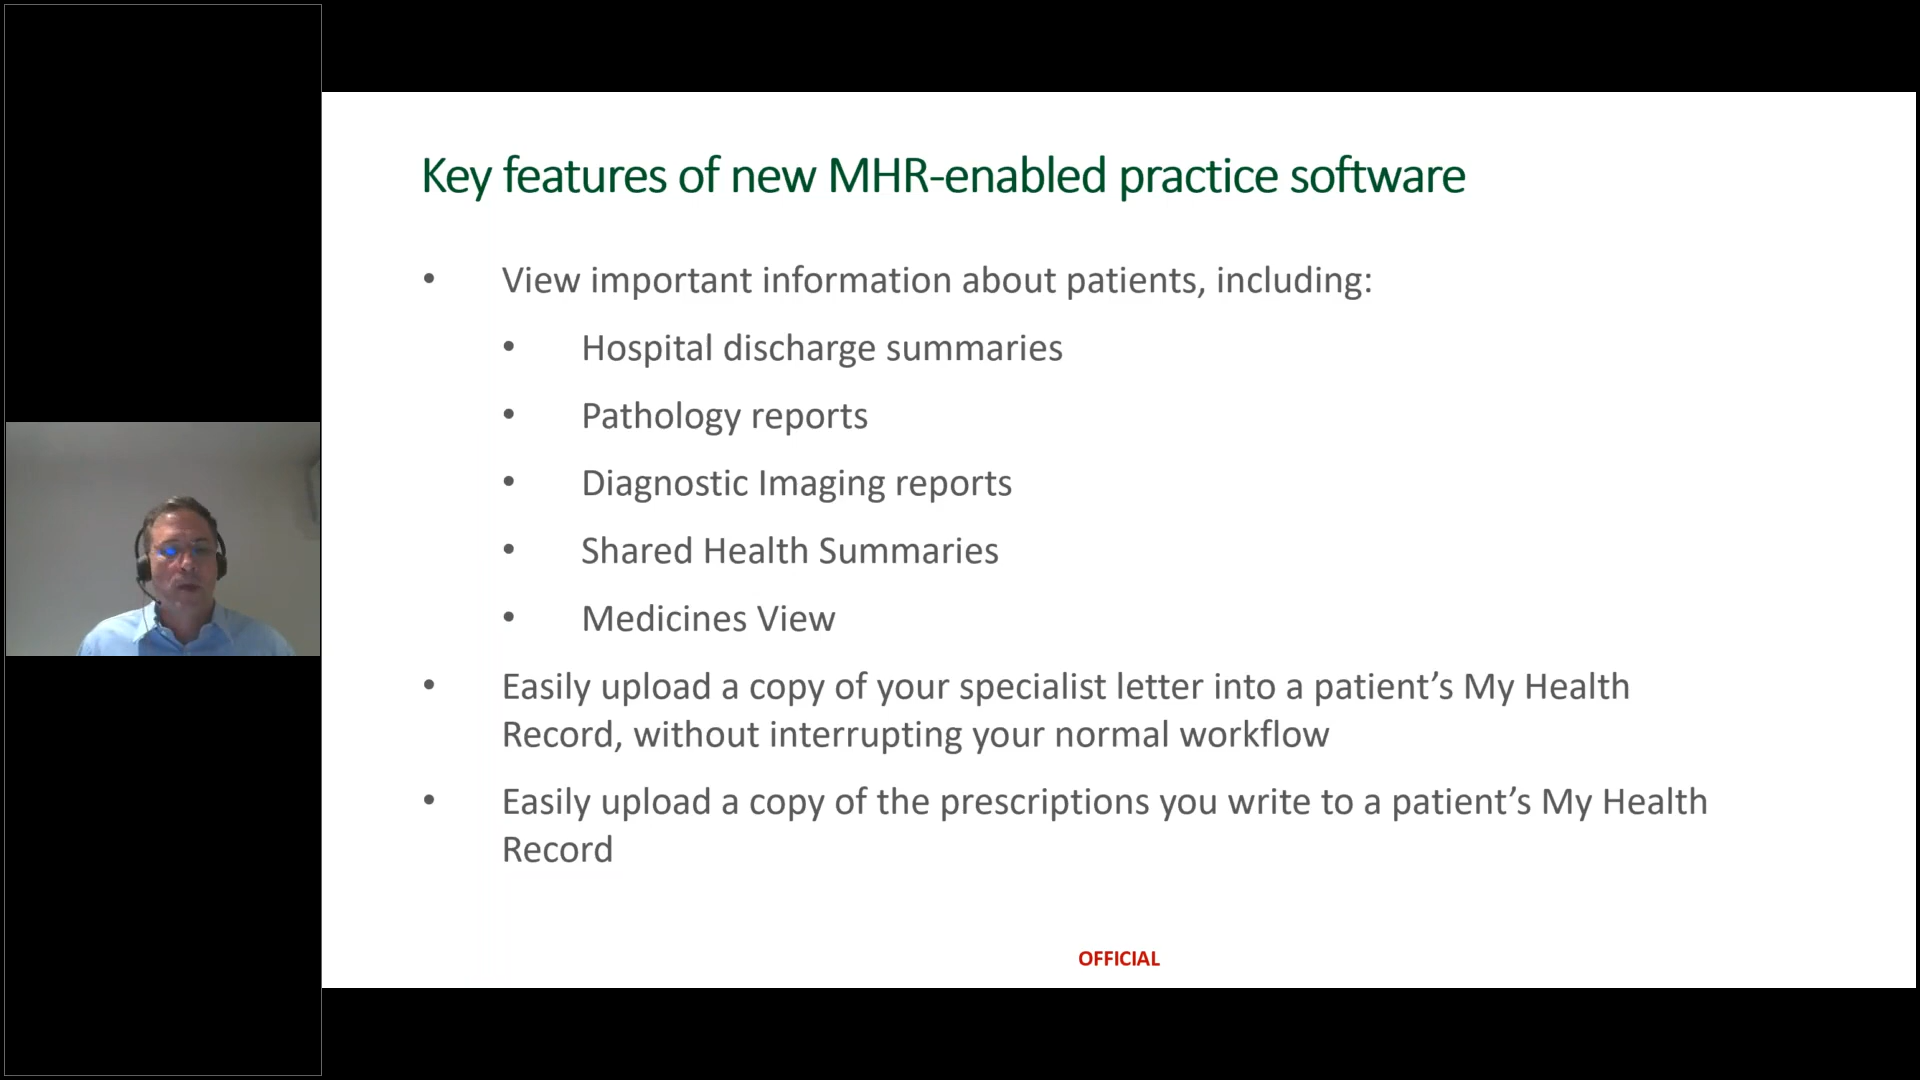 Key features of new MHR-enabled practice software
• View important information about patients, including:
• Hospital discharge summaries
• Pathology reports
• Diagnostic Imaging reports
• Shared Health Summaries
• Medicines View
• Easily upload a copy of your specialist letter into a patient’s My Health
Record, without interrupting your normal workflow
• Easily upload a copy of the prescriptions you write to a patient’s My Health
Record
OFFICIAL